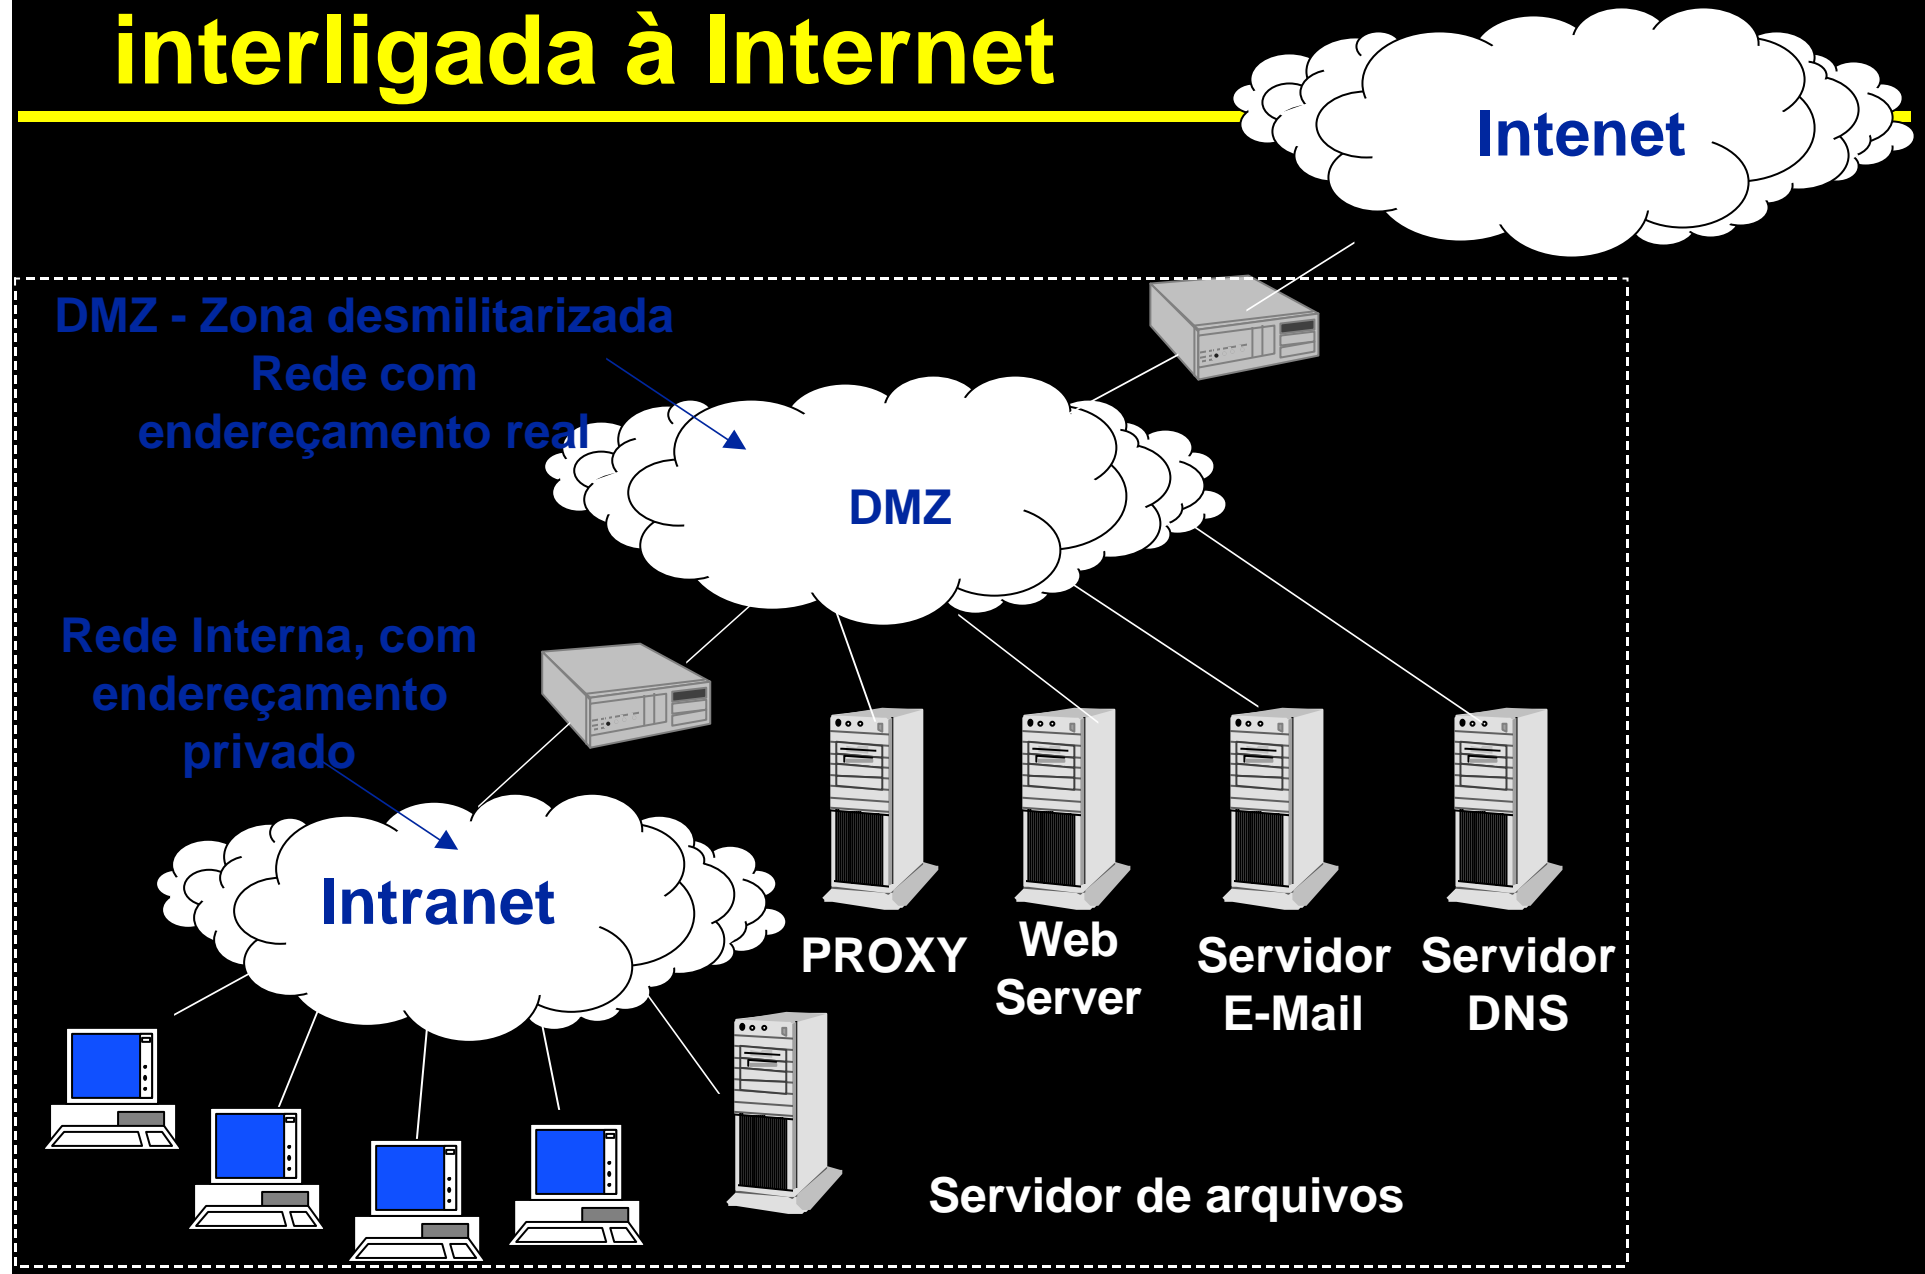 interligada à Internet
Intenet
DMZ - Zona desmilitarizada
Rede com
endereçamento real
DMZ
Rede Interna, com
endereçamento
privado
Intranet
PROXY
Web
Server
Servidor
E-Mail
Servidor
DNS
Servidor de arquivos